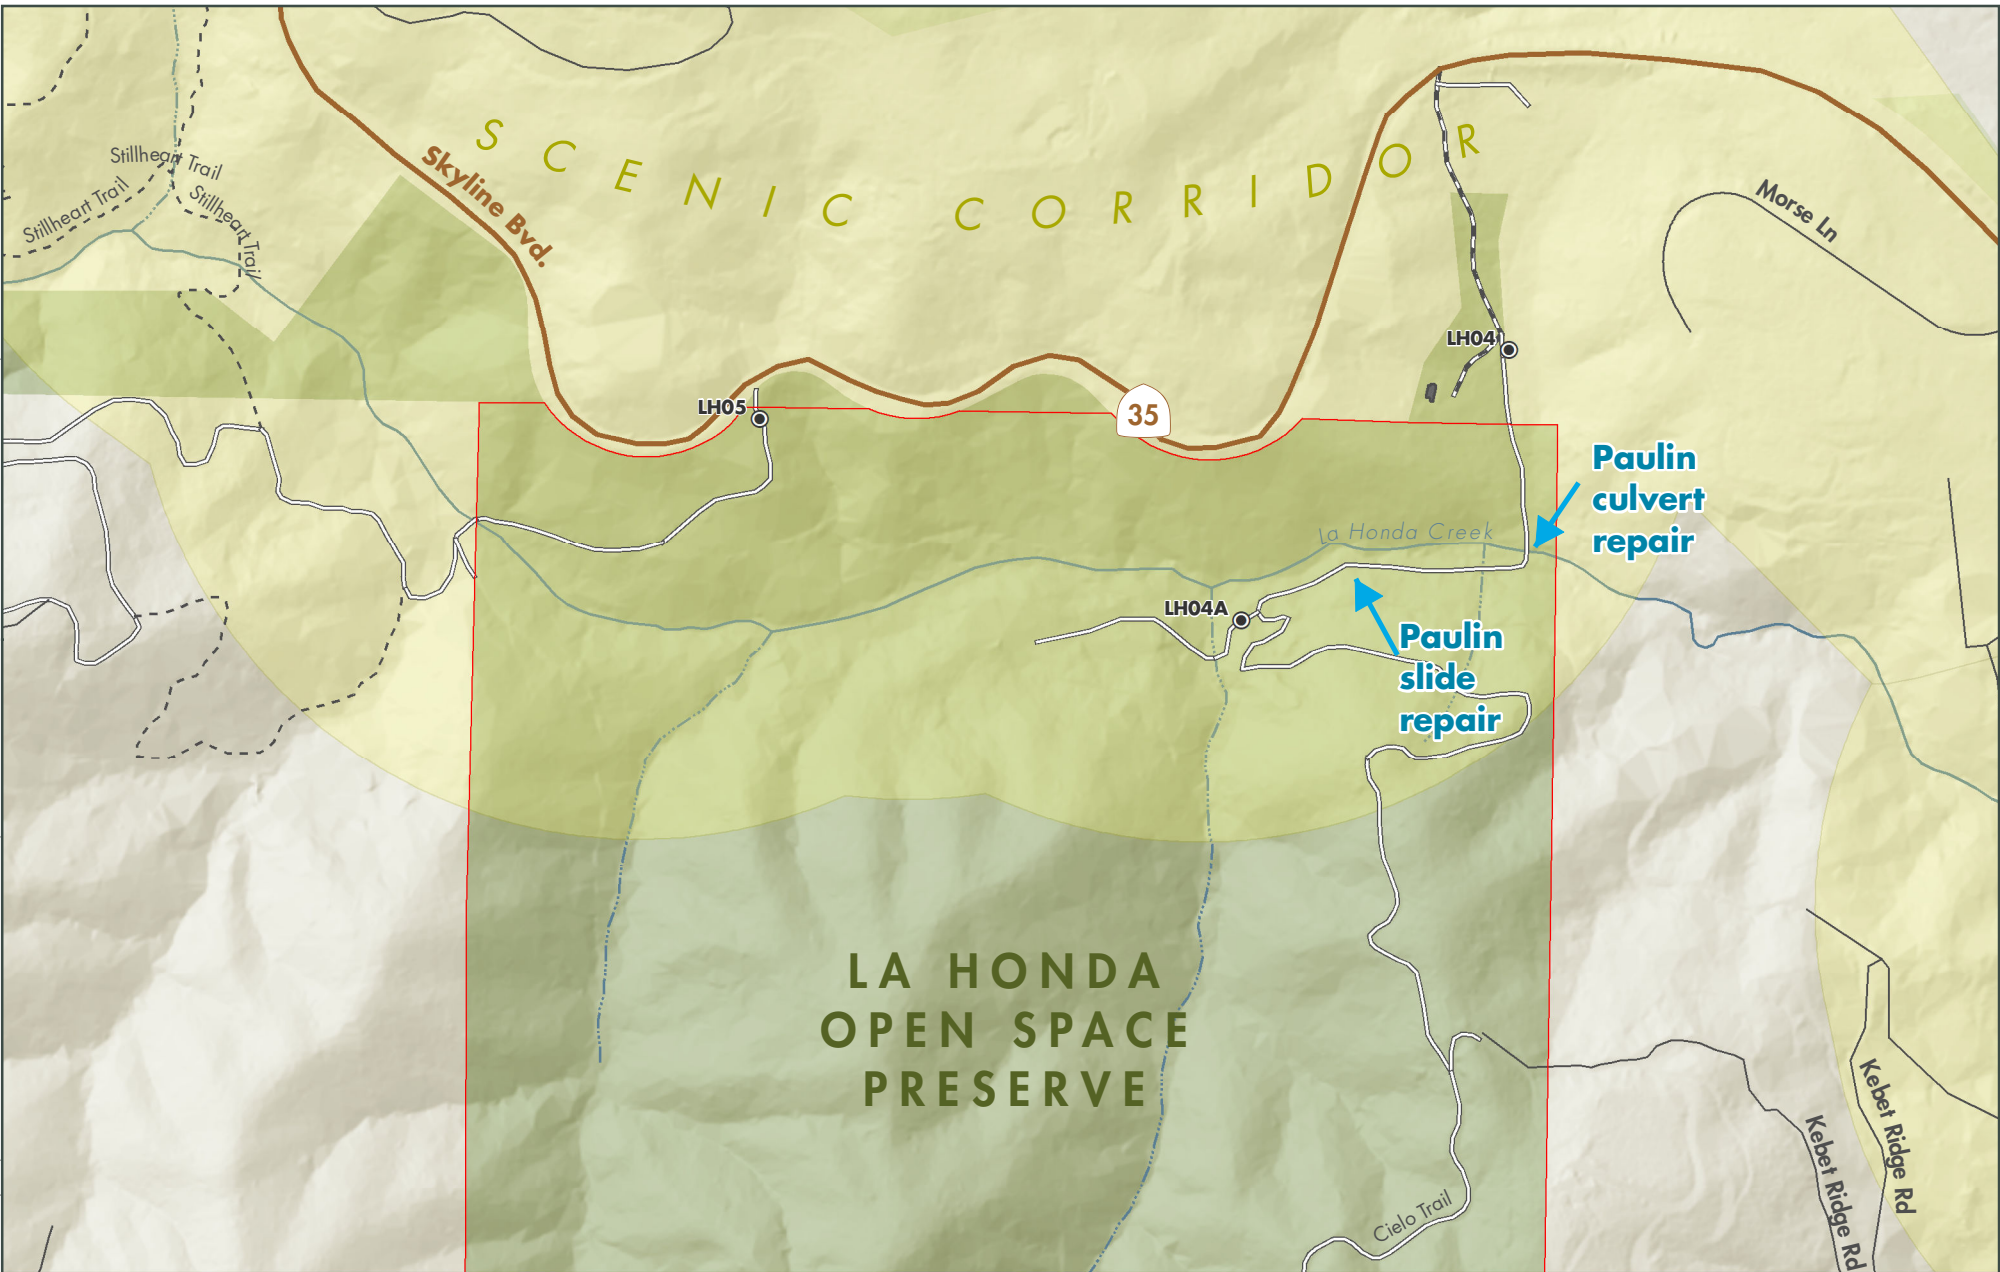 SCENIC CORRIDOR
Stillheart Trail
Stillheart Trail
Stillheart Trail
Skyline Bvd.
Morse Ln
LH04
LH05
35
Paulin
culvert
repair
La Honda Creek
LH04A
Paulin
slide
repair
LA HONDA
OPEN SPACE
PRESERVE
Kebet Ridge Rd
Kebet Ridge Rd
Cielo Trail